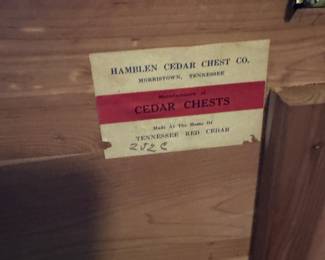 HAMBLEN CEDAR CHEST CO.
MORRISTOWN, TENNESSEE
Manufacturers of
CEDAR CHESTS
Made At The Home Of
TENNESSEE RED CEDAR
252C